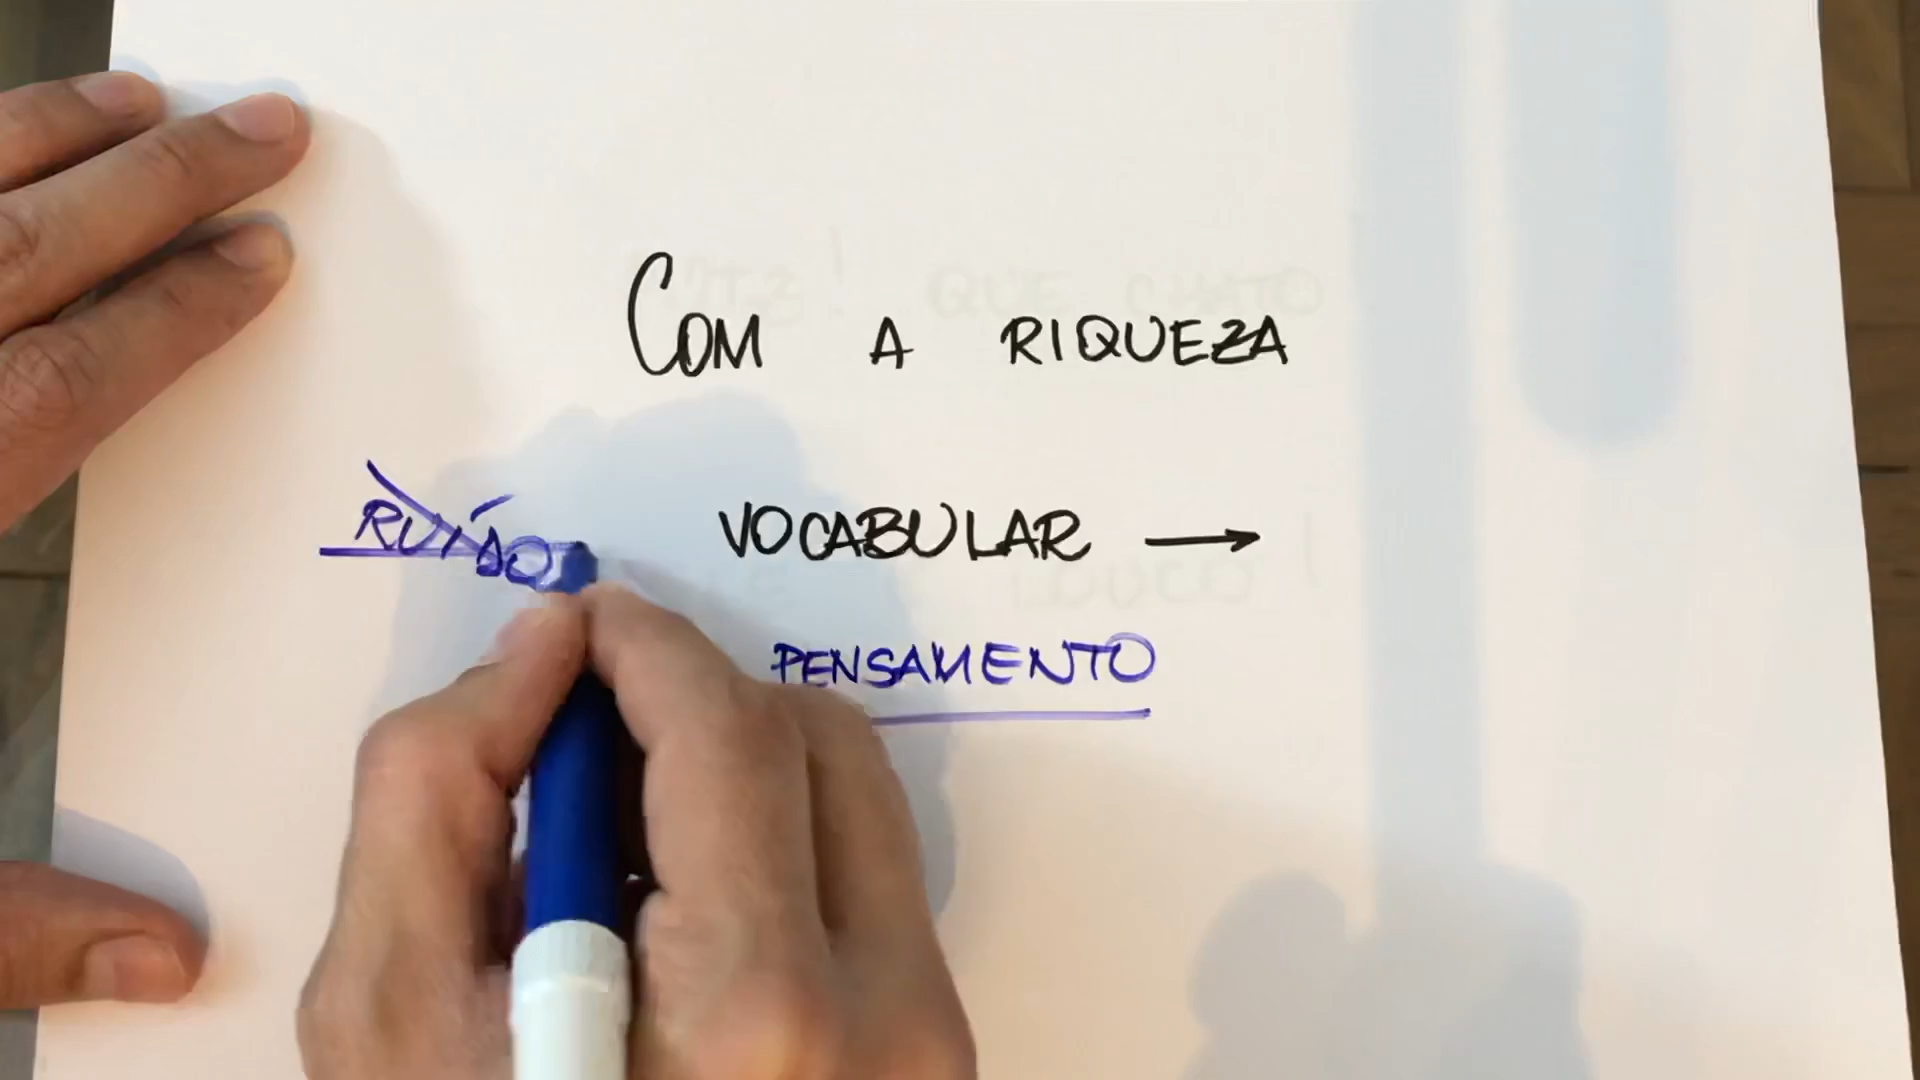 COM A RIQUEZA
RUÍDO VOCABULAR →
PENSAMENTO